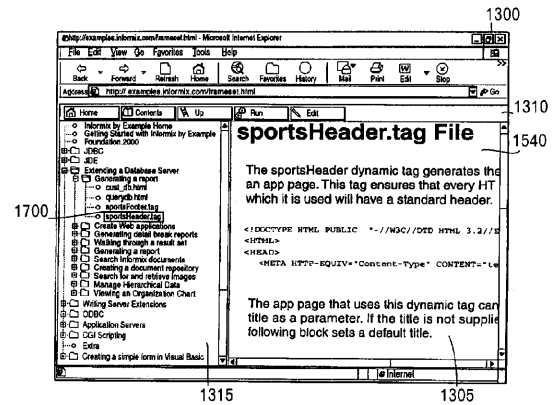 1300
http://examples.informix.com/frameset.html - Microsoft Internet Explorer
File Edit View Go Favorites Tools Help
Back Forward Refresh Home Search Favorites History Mail Print Edit Stop
Address http://examples.informix.com/frameset.html Go
Home Contents Up Run Edit
1310
Informix by Example Home
Getting Started with Informix by Example
Foundation.2000
JDBC
JDE
Extending a Database Server
Generating a report
cust_db.html
querydb.html
sportsFooter.tag
sportsHeader.tag
Create Web applications
Generating detail break reports
Walking through a result set
Generating a report
Search Informix documents
Creating a document repository
Search for and retrieve images
Manage Hierarchical Data
Viewing an Organization Chart
Writing Server Extensions
ODBC
Application Servers
CGI Scripting
Extra
Creating a simple form in Visual Basic
1700
sportsHeader.tag File
1540
The sportsHeader dynamic tag generates the
an app page. This tag ensures that every HT
which it is used will have a standard header.
<!DOCTYPE HTML PUBLIC "-//W3C//DTD HTML 3.2//E
<HTML>
<HEAD>
<META HTTP-EQUIV="Content-Type" CONTENT="te
The app page that uses this dynamic tag can
title as a parameter. If the title is not supplie
following block sets a default title.
Internet
1315
1305